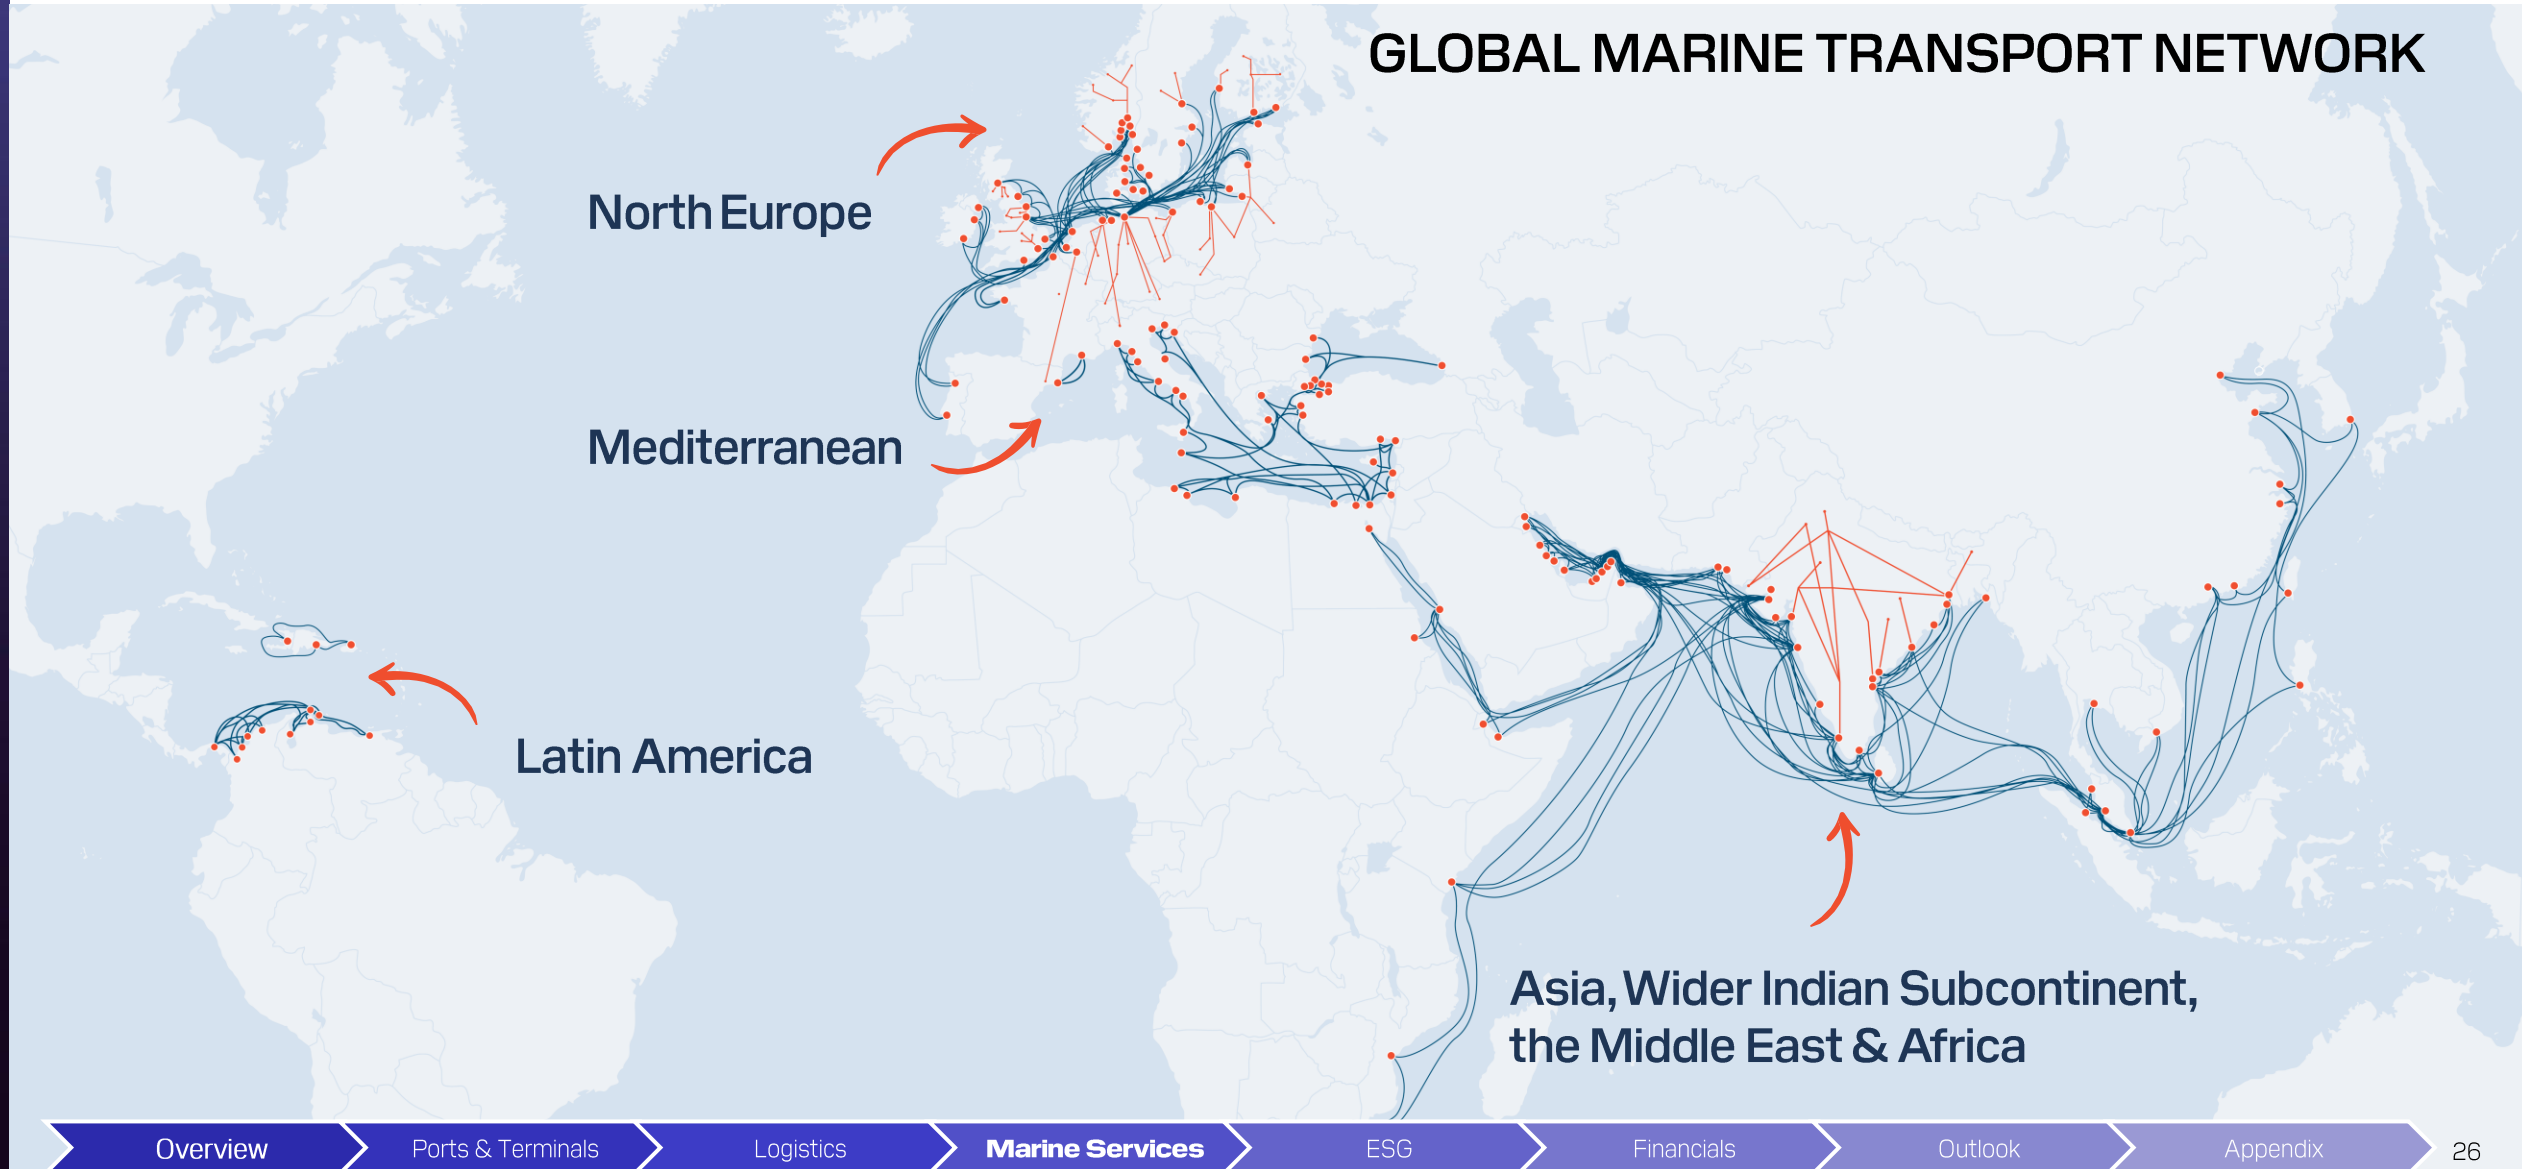 GLOBAL MARINE TRANSPORT NETWORK
North Europe
Mediterranean
Latin America
Asia, Wider Indian Subcontinent,
the Middle East & Africa
Overview
Ports & Terminals
Logistics
Marine Services
ESG
Financials
Outlook
Appendix
26